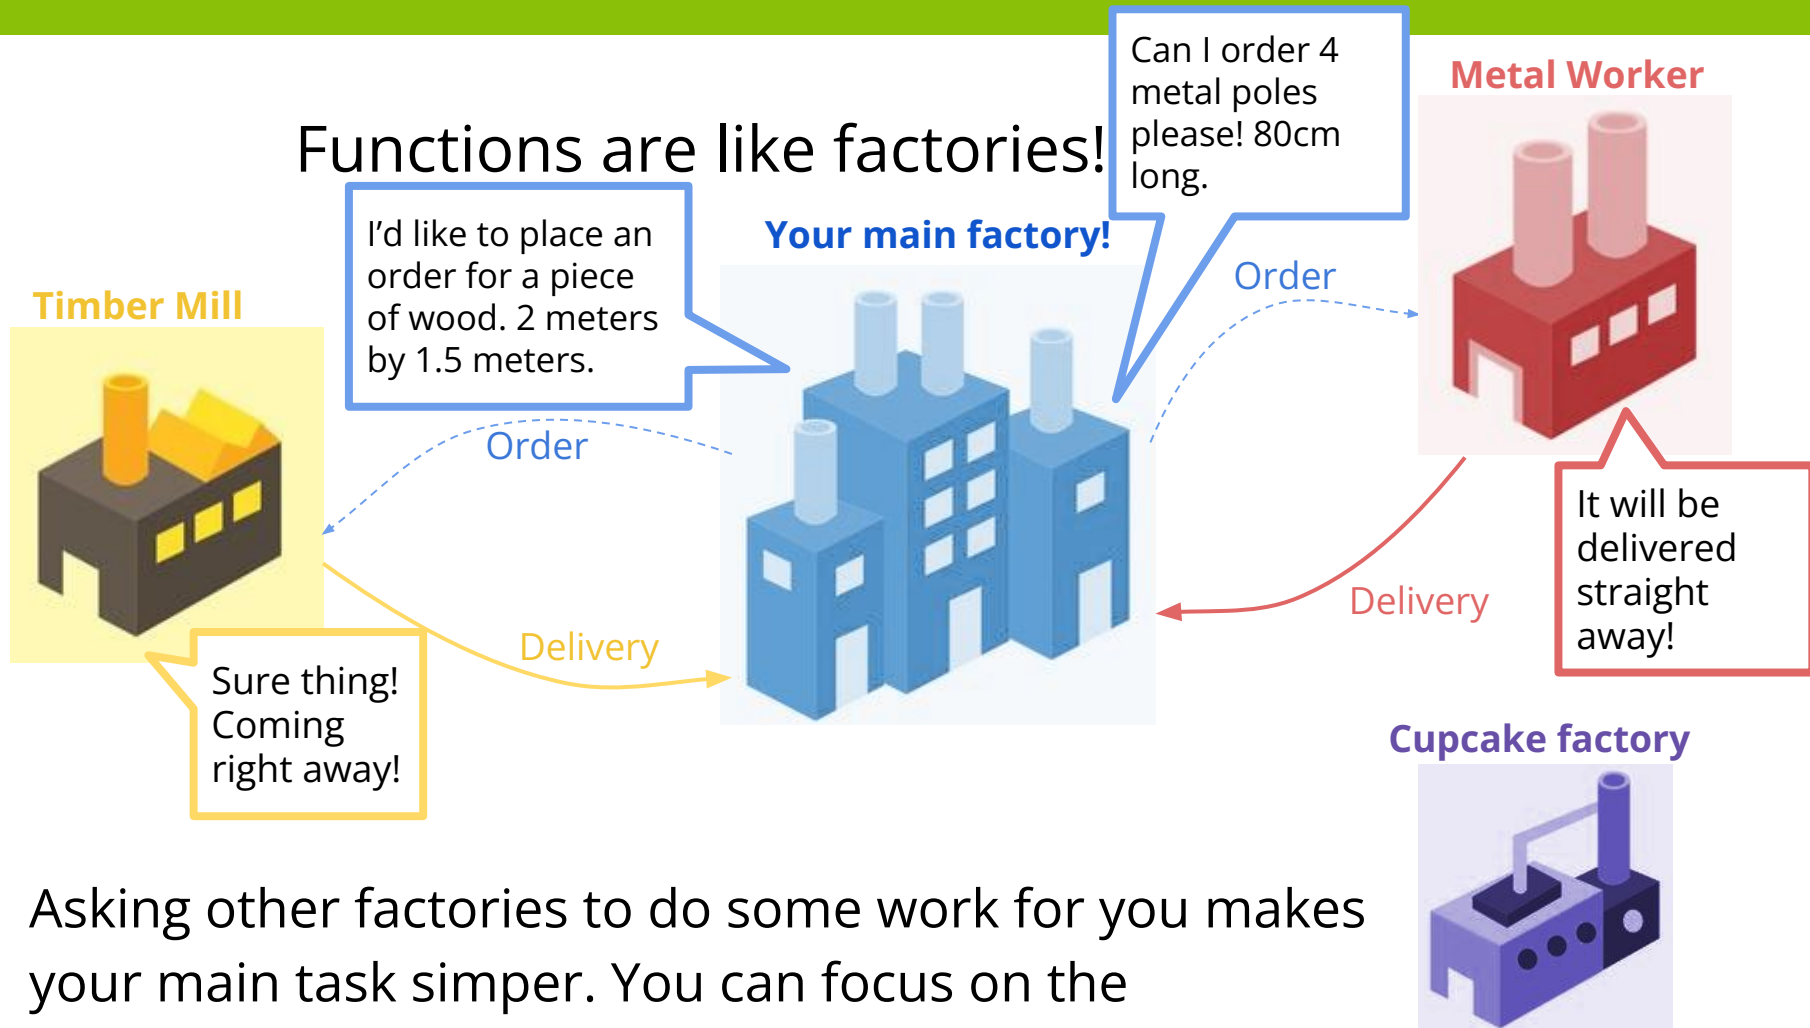 Functions are like factories!
Can I order 4
metal poles
please! 80cm
long.
Metal Worker
I’d like to place an
order for a piece
of wood. 2 meters
by 1.5 meters.
Your main factory!
Order
Timber Mill
Order
It will be
delivered
straight
away!
Delivery
Delivery
Sure thing!
Coming
right away!
Cupcake factory
Asking other factories to do some work for you makes
your main task simper. You can focus on the